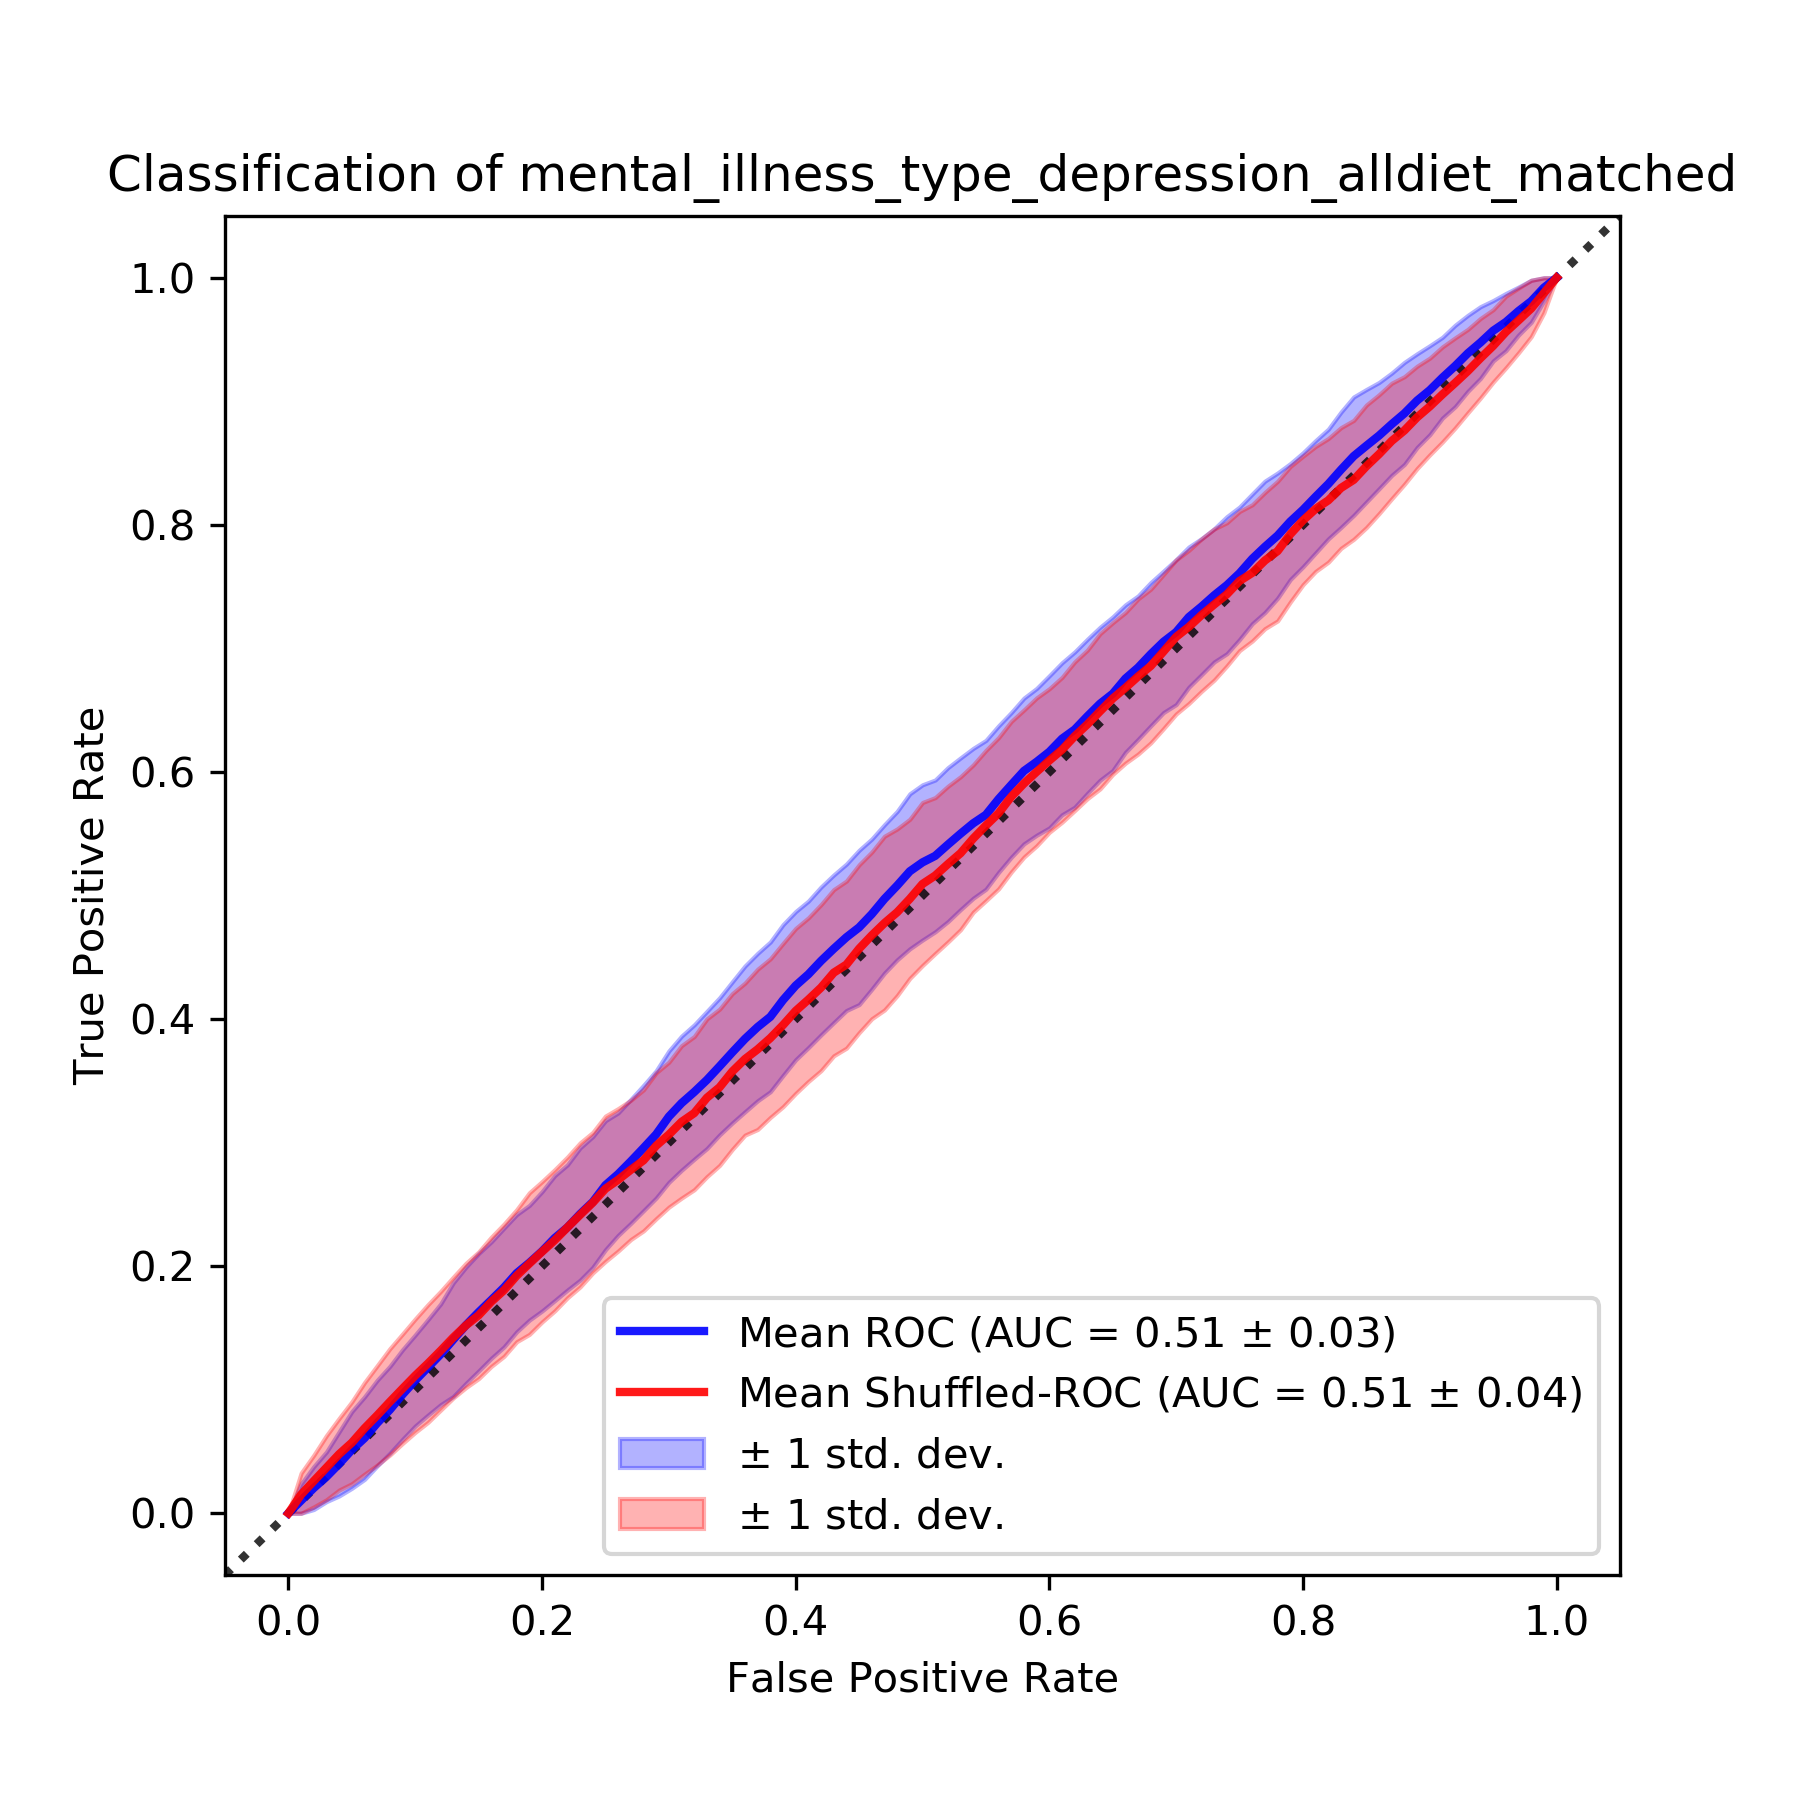 Classification of mental_illness_type_depression_alldiet_matched
True Positive Rate
1.0
0.8
0.6
0.4
0.2
0.0
Mean ROC (AUC = 0.51 ± 0.03)
Mean Shuffled-ROC (AUC = 0.51 ± 0.04)
± 1 std. dev.
± 1 std. dev.
0.0 0.2 0.4 0.6 0.8 1.0
False Positive Rate